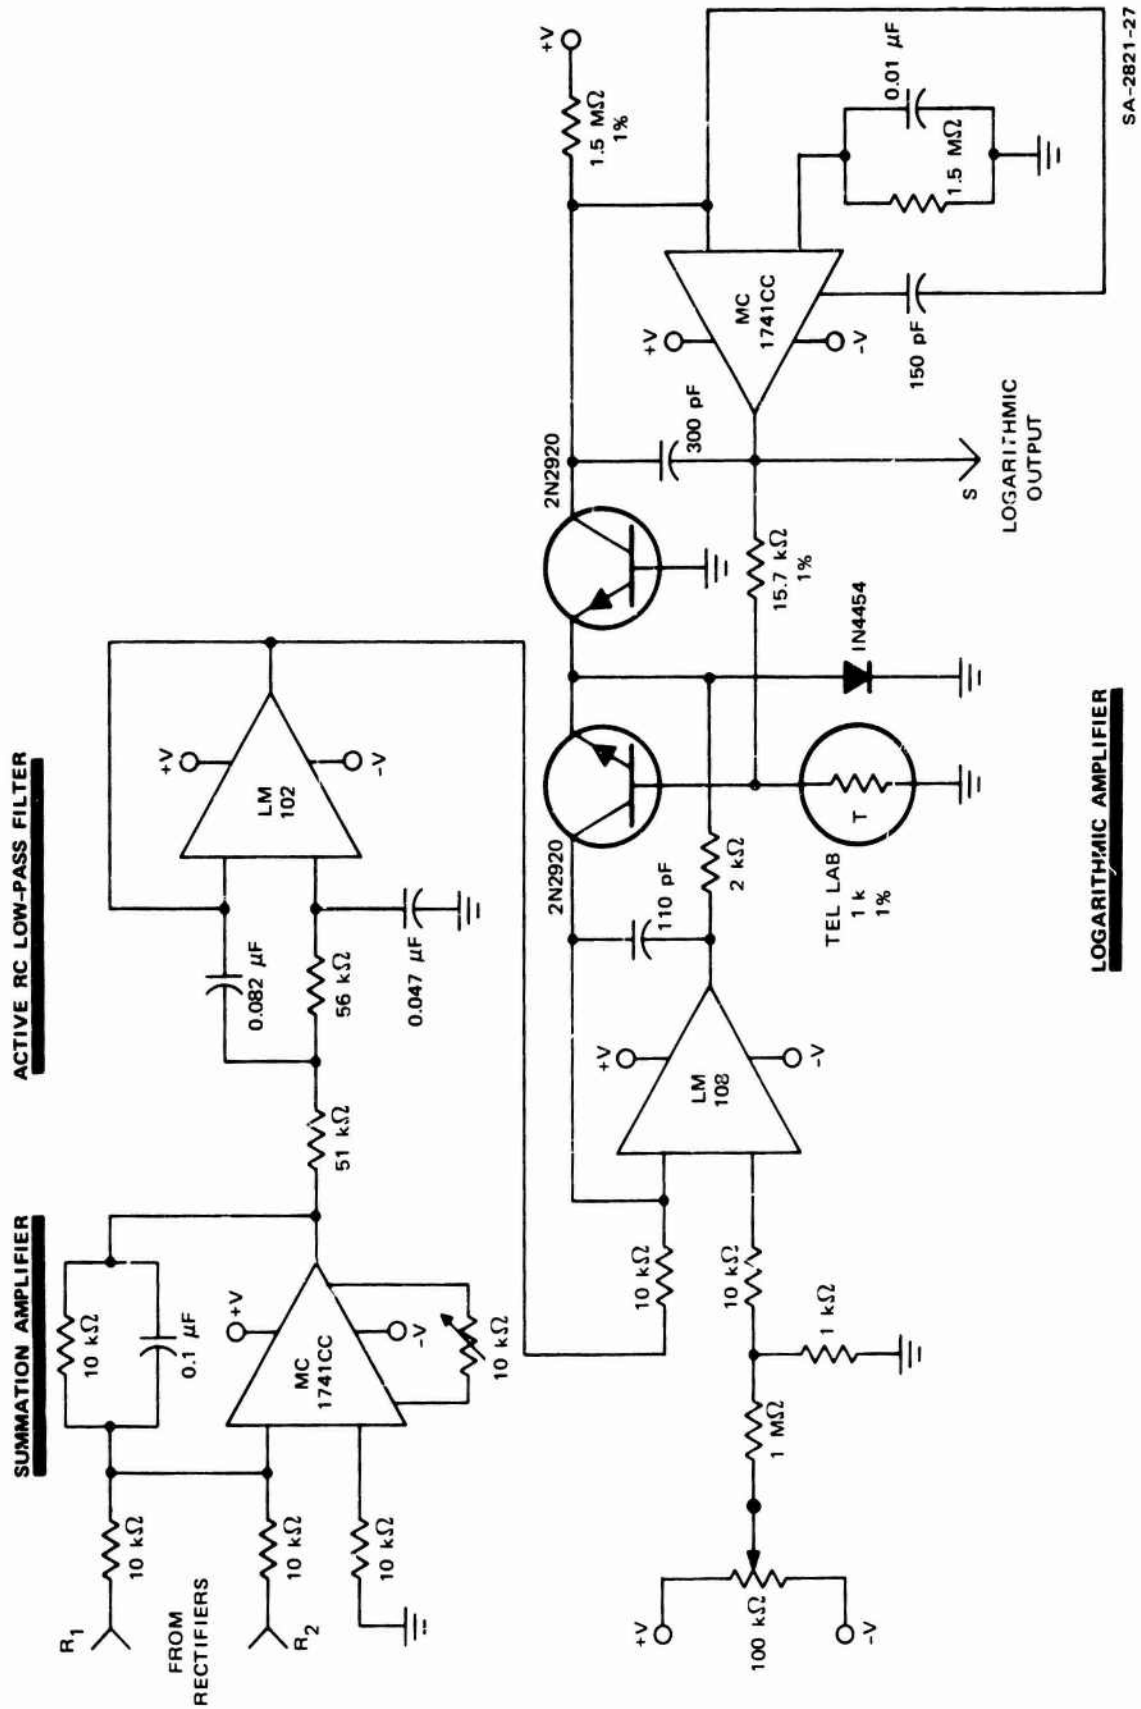 SUMMATION AMPLIFIER
ACTIVE RC LOW-PASS FILTER
R1
FROM
RECTIFIERS
R2
10 kΩ
10 kΩ
10 kΩ
10 kΩ
0.1 μF
+V
MC
1741CC
-V
10 kΩ
51 kΩ
0.082 μF
56 kΩ
0.047 μF
+V
LM
102
-V
+V
100 kΩ
-V
1 MΩ
1 kΩ
10 kΩ
10 kΩ
+V
LM
108
-V
110 pF
2N2920
2 kΩ
TEL LAB
1 k
1%
T
IN4454
15.7 kΩ
1%
2N2920
300 pF
S
LOGARITHMIC
OUTPUT
+V
MC
1741CC
-V
150 pF
1.5 MΩ
0.01 μF
1.5 MΩ
1%
+V
LOGARITHMIC AMPLIFIER
SA-2821-27